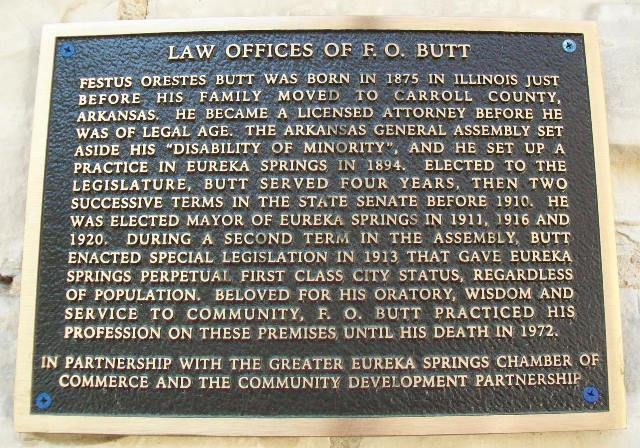 LAW OFFICES OF F. O. BUTT
FESTUS ORESTES BUTT WAS BORN IN 1875 IN ILLINOIS JUST
BEFORE HIS FAMILY MOVED TO CARROLL COUNTY,
ARKANSAS. HE BECAME A LICENSED ATTORNEY BEFORE HE
WAS OF LEGAL AGE. THE ARKANSAS GENERAL ASSEMBLY SET
ASIDE HIS "DISABILITY OF MINORITY", AND HE SET UP A
PRACTICE IN EUREKA SPRINGS IN 1894. ELECTED TO THE
LEGISLATURE, BUTT SERVED FOUR YEARS, THEN TWO
SUCCESSIVE TERMS IN THE STATE SENATE BEFORE 1910. HE
WAS ELECTED MAYOR OF EUREKA SPRINGS IN 1911, 1916 AND
1920. DURING A SECOND TERM IN THE ASSEMBLY, BUTT
ENACTED SPECIAL LEGISLATION IN 1913 THAT GAVE EUREKA
SPRINGS PERPETUAL FIRST CLASS CITY STATUS, REGARDLESS
OF POPULATION. BELOVED FOR HIS ORATORY, WISDOM AND
SERVICE TO COMMUNITY, F. O. BUTT PRACTICED HIS
PROFESSION ON THESE PREMISES UNTIL HIS DEATH IN 1972.
IN PARTNERSHIP WITH THE GREATER EUREKA SPRINGS CHAMBER OF
COMMERCE AND THE COMMUNITY DEVELOPMENT PARTNERSHIP